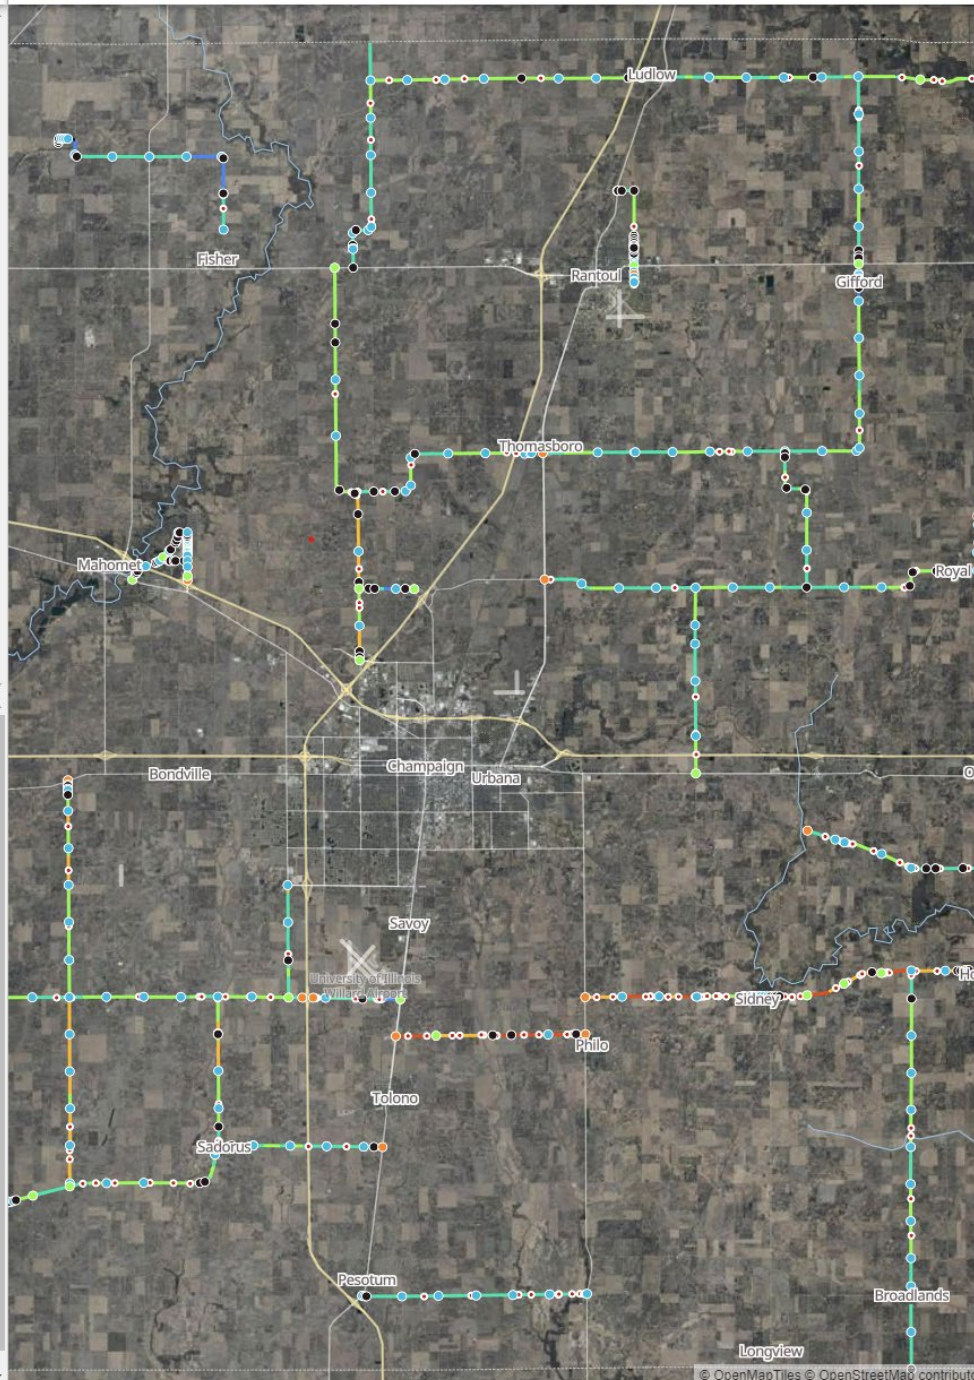 Ludlow
Fisher
Rantoul
Gifford
Thomasboro
Mahomet
Royal
Bondville
Champaign
Urbana
O
Savoy
University of Illinois
Willard Airport
Sidney
Ho
Philo
Tolono
Sadorus
Pesotum
Broadlands
Longview
© OpenMapTiles © OpenStreetMap contribut